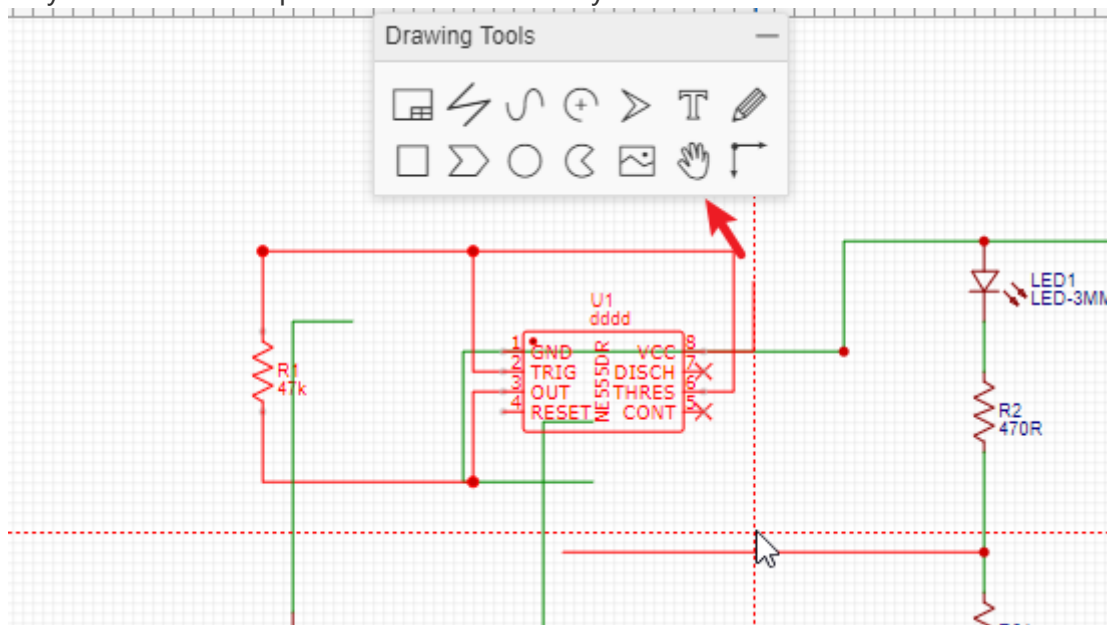 Drawing Tools
U1
dddd
1 GND VCC 8
2 TRIG DISCH 7
3 OUT THRES 6
4 RESET CONT 5
NE555DR
R1
47k
LED1
LED-3MM
R2
470R